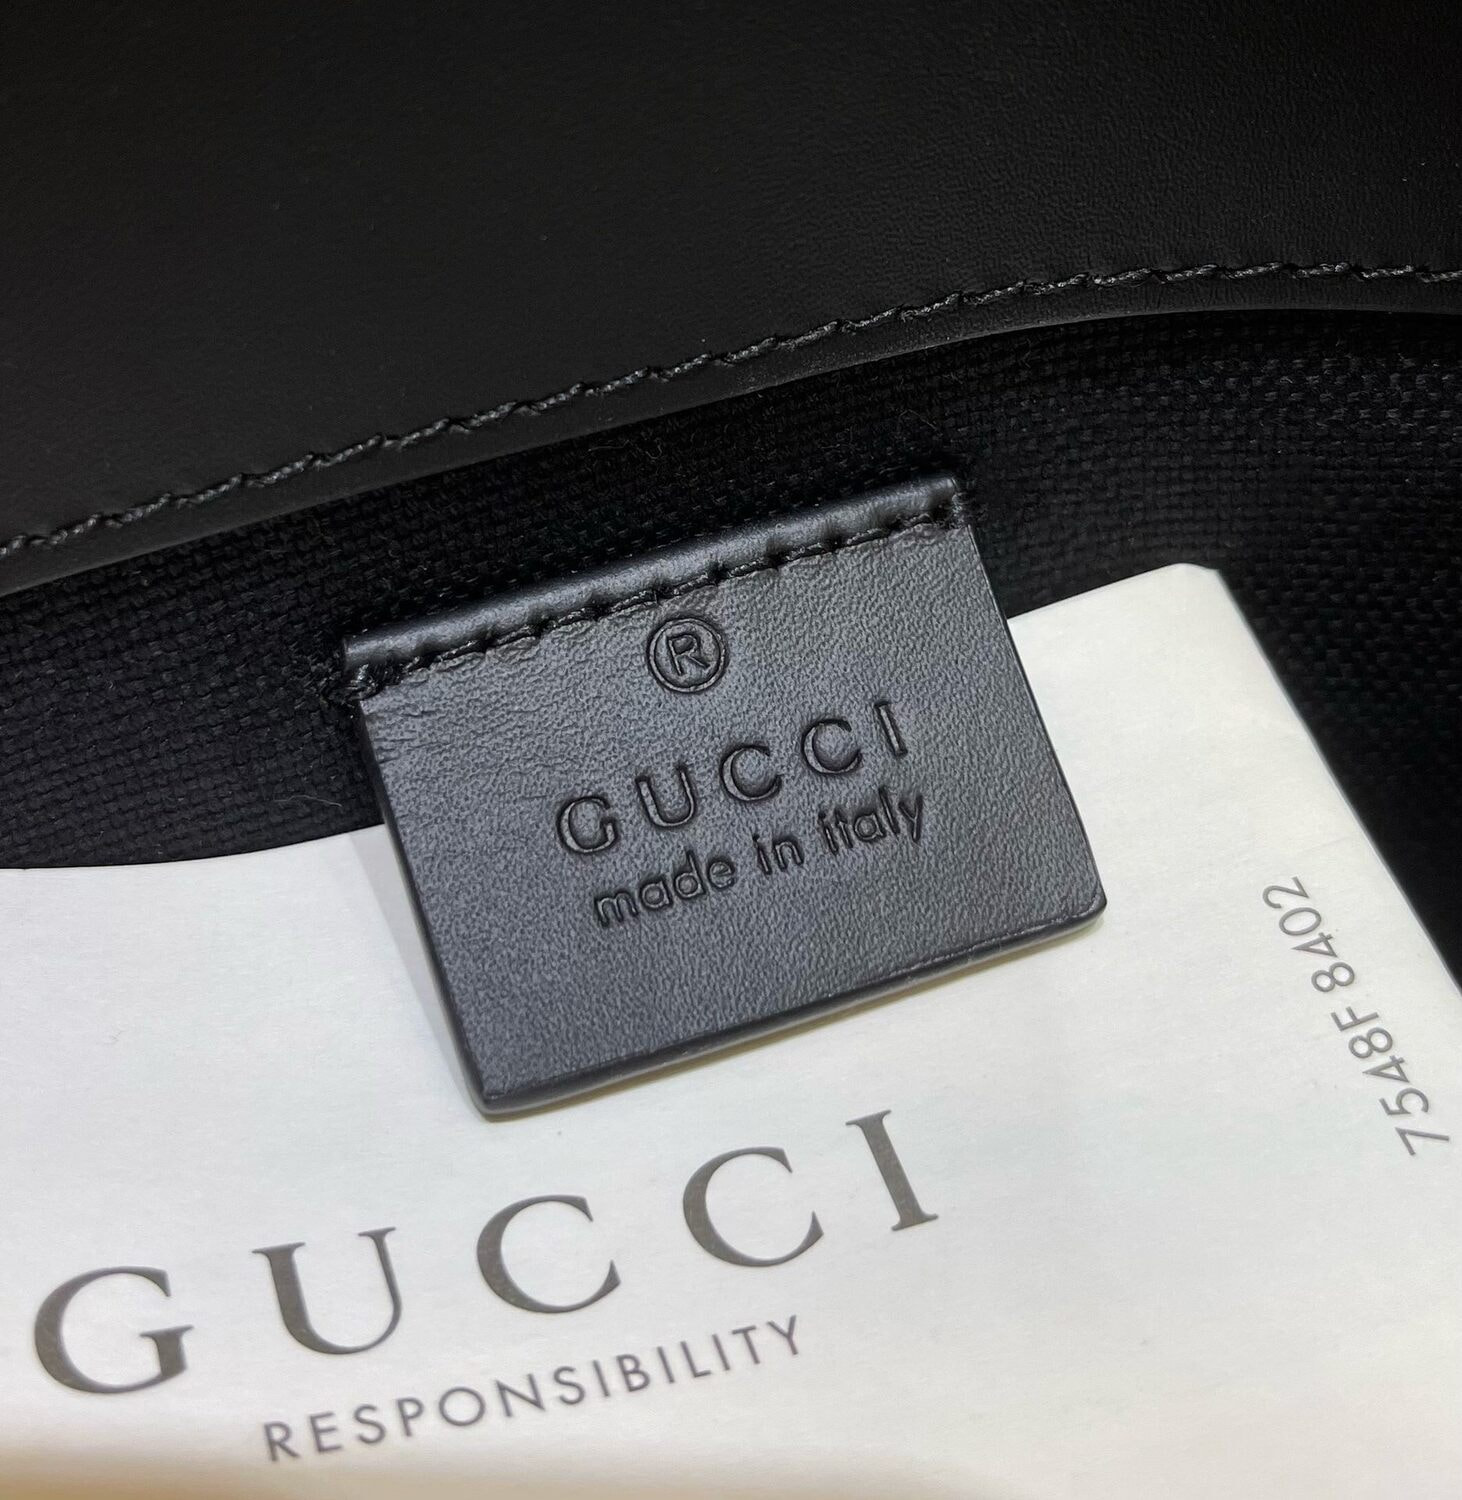 ®
GUCCI
made in italy
7548F 8402
GUCCI
RESPONSIBILITY